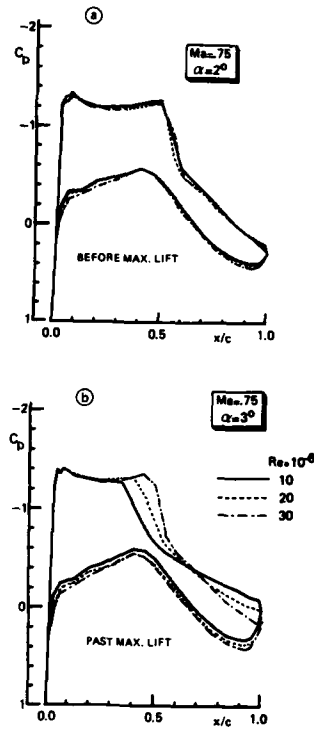 a
-2
Cp
Ma=.75
α=2º
-1
0
BEFORE MAX. LIFT
1
0.0
0.5
1.0
x/c
b
-2
Cp
Ma=.75
α=3º
Re*10-6
10
20
30
-1
0
PAST MAX. LIFT
1
0.0
0.5
1.0
x/c